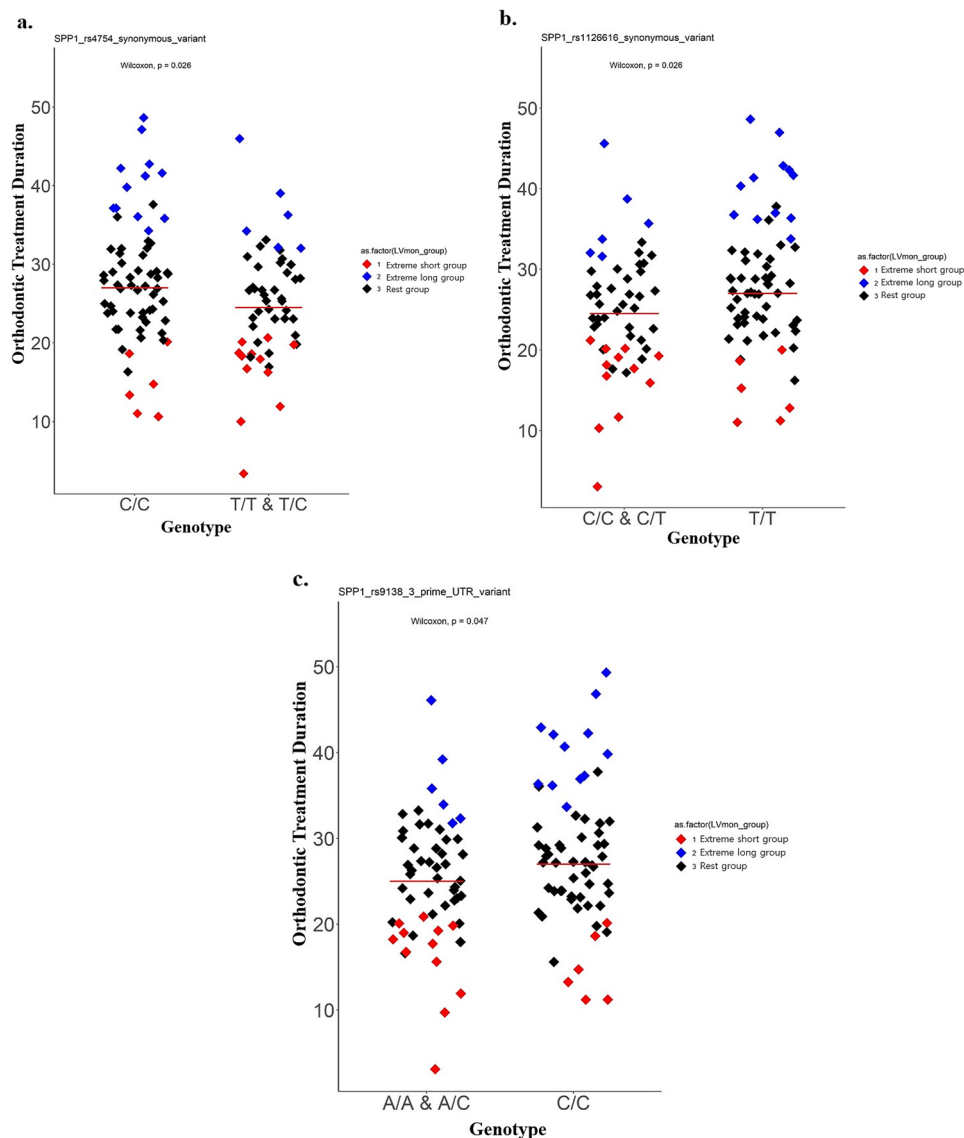 a.
SPP1_rs4754_synonymous_variant
Wilcoxon, p = 0.026
50
40
30
20
10
Orthodontic Treatment Duration
as.factor(LVmon_group)
1 Extreme short group
2 Extreme long group
3 Rest group
C/C
T/T & T/C
Genotype
b.
SPP1_rs1126616_synonymous_variant
Wilcoxon, p = 0.026
50
40
30
20
10
Orthodontic Treatment Duration
as.factor(LVmon_group)
1 Extreme short group
2 Extreme long group
3 Rest group
C/C & C/T
T/T
Genotype
c.
SPP1_rs9138_3_prime_UTR_variant
Wilcoxon, p = 0.047
50
40
30
20
10
Orthodontic Treatment Duration
as.factor(LVmon_group)
1 Extreme short group
2 Extreme long group
3 Rest group
A/A & A/C
C/C
Genotype